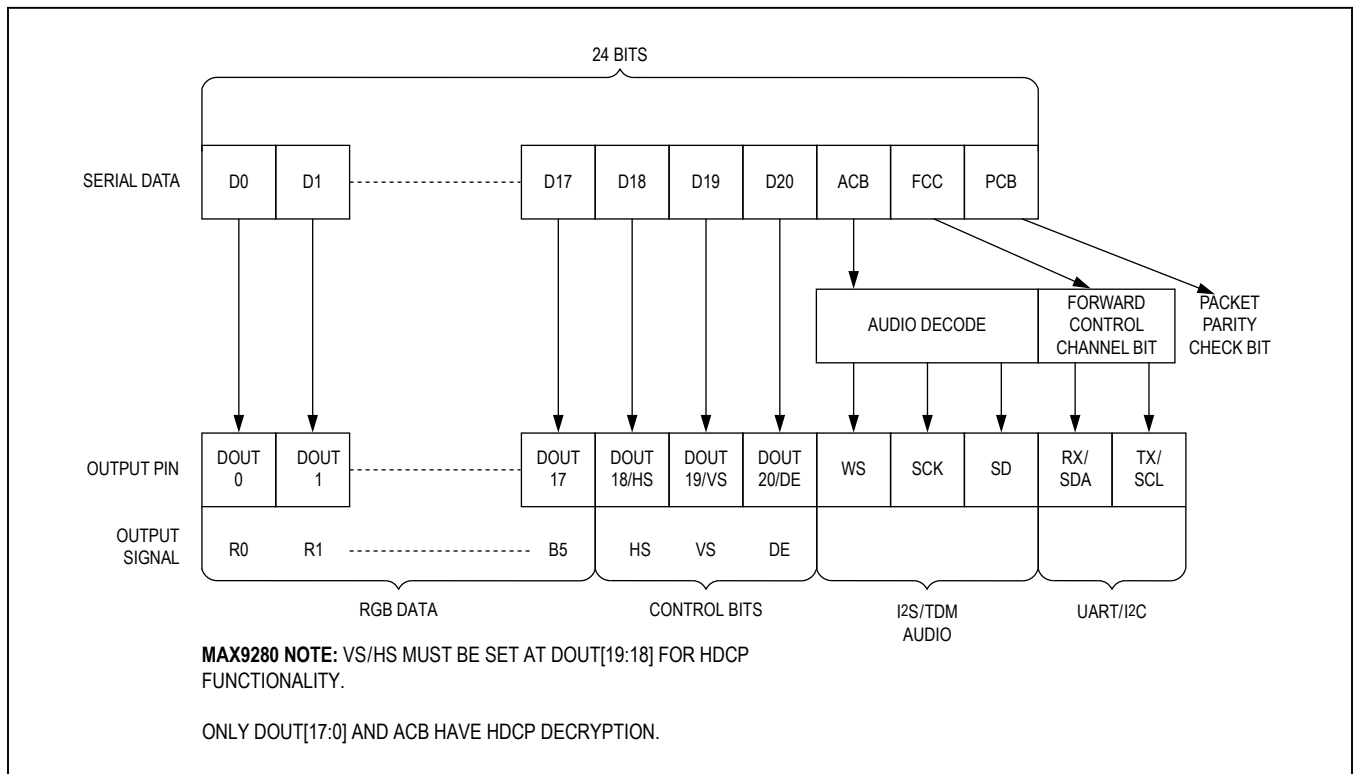 24 BITS
SERIAL DATA D0 D1 D17 D18 D19 D20 ACB FCC PCB
AUDIO DECODE
FORWARD
CONTROL
CHANNEL BIT
PACKET
PARITY
CHECK BIT
OUTPUT PIN
DOUT
0
DOUT
1
DOUT
17
DOUT
18/HS
DOUT
19/VS
DOUT
20/DE
WS
SCK
SD
RX/
SDA
TX/
SCL
OUTPUT
SIGNAL
R0 R1 B5 HS VS DE
RGB DATA
CONTROL BITS
I2S/TDM
AUDIO
UART/I2C
MAX9280 NOTE: VS/HS MUST BE SET AT DOUT[19:18] FOR HDCP
FUNCTIONALITY.
ONLY DOUT[17:0] AND ACB HAVE HDCP DECRYPTION.